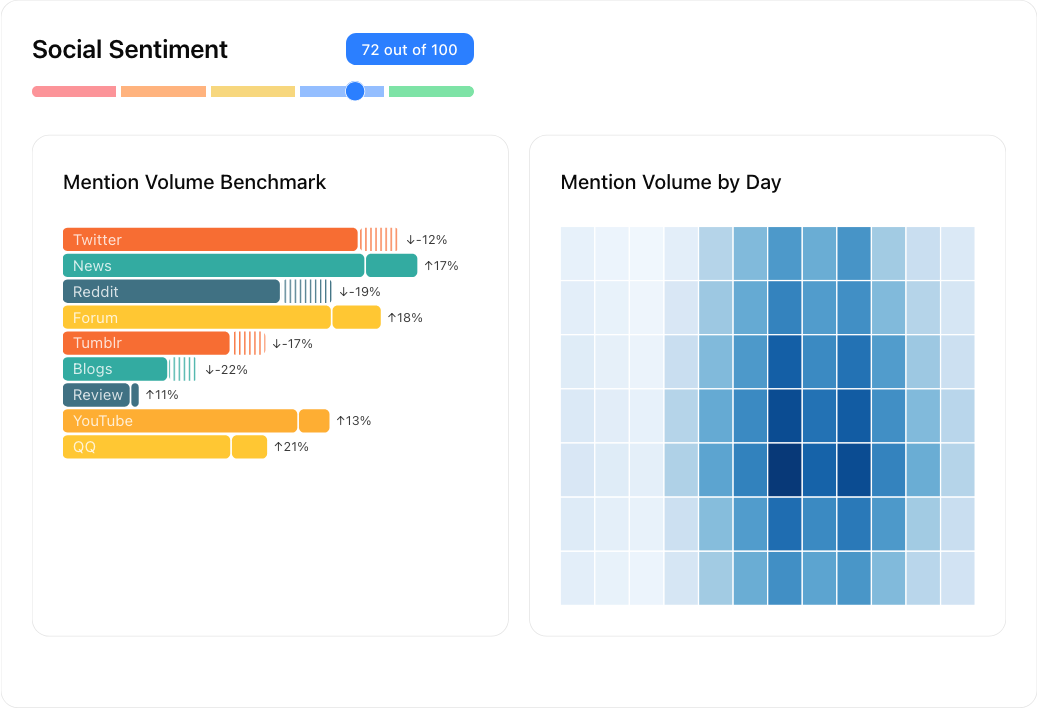 Social Sentiment
72 out of 100
Mention Volume Benchmark
Twitter ↓-12%
News ↑17%
Reddit ↓-19%
Forum ↑18%
Tumblr ↓-17%
Blogs ↓-22%
Review ↑11%
YouTube ↑13%
QQ ↑21%
Mention Volume by Day